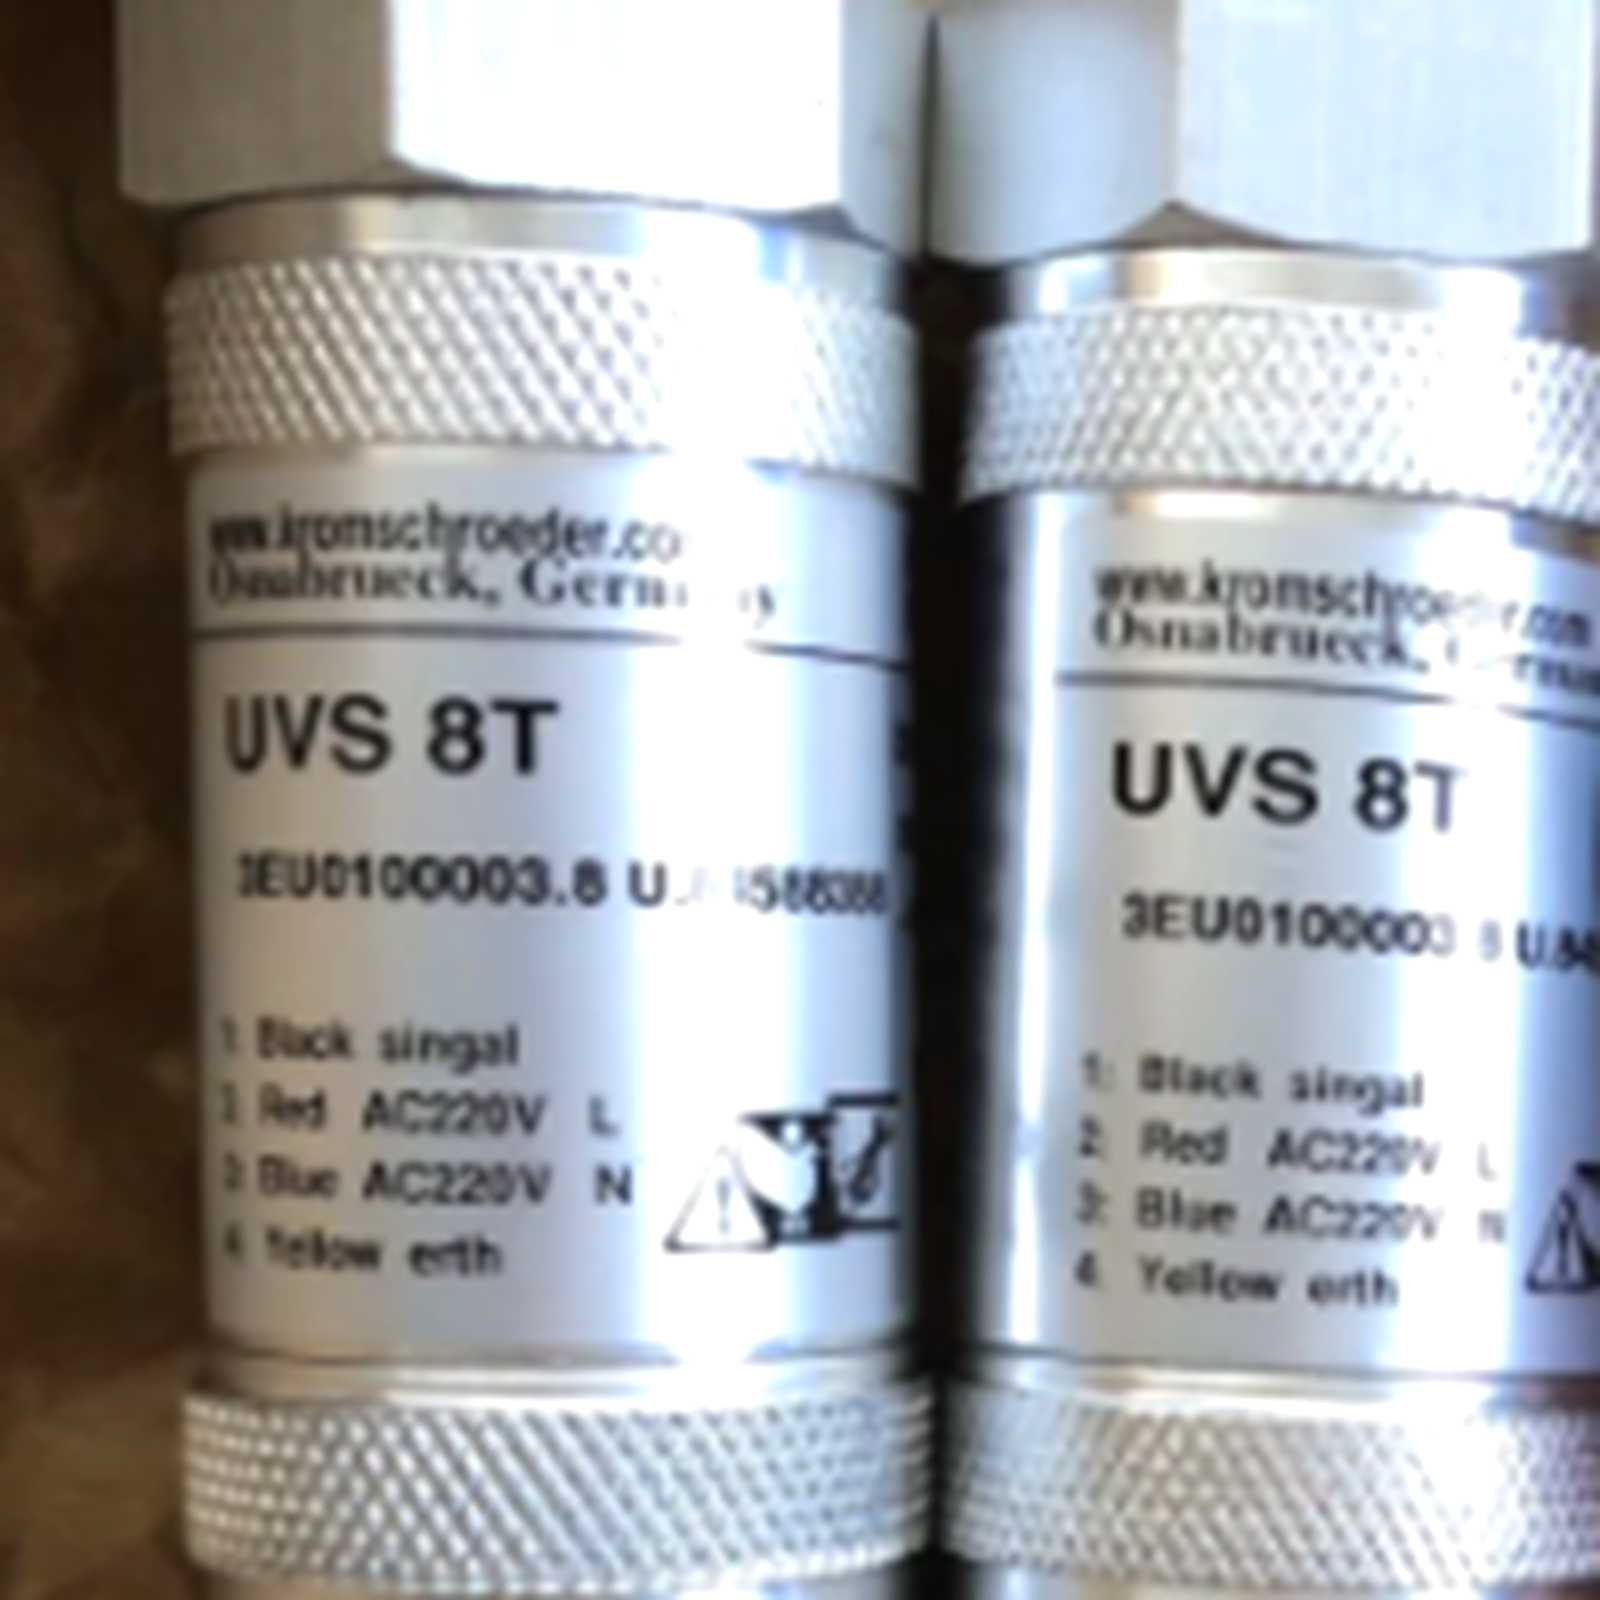 www.kromschroeder.co
Osnabrueck,
UVS 8T
3EU0100003.8
1: Black singal
2: Red AC220V L
3: Blue AC220V N
4: Yellow erth
www.kromschroeder.com
Osnabrueck,
UVS 8T
3EU0100003 8
1: Black singal
2: Red AC220V L
3: Blue AC220V N
4: Yellow erth